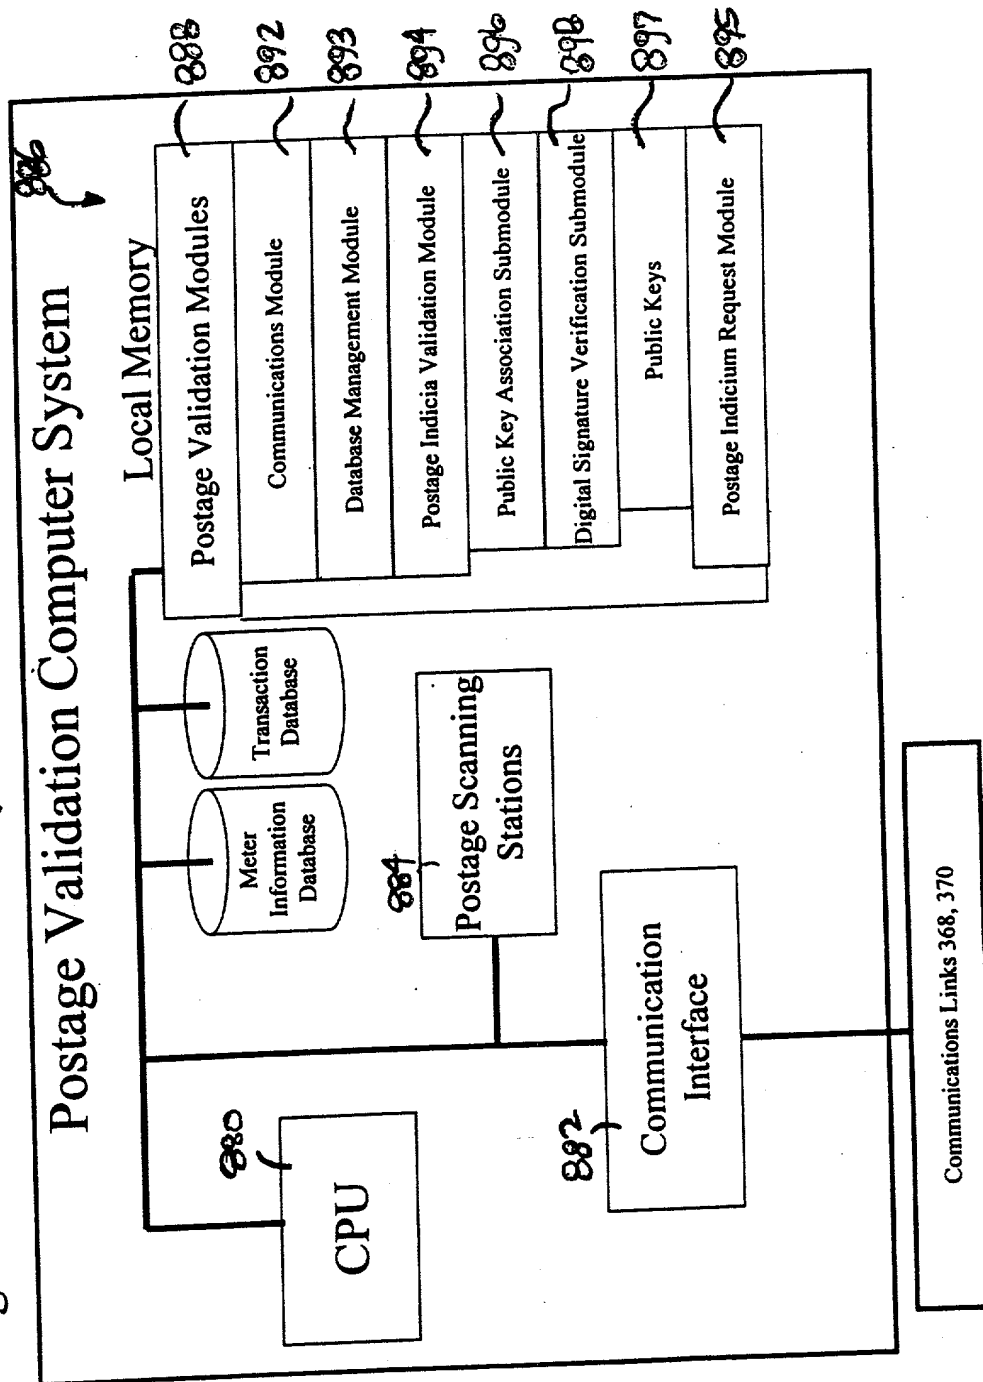 Postage Validation Computer System
886
Local Memory
Postage Validation Modules
888
Communications Module
892
Database Management Module
893
Postage Indicia Validation Module
894
Public Key Association Submodule
896
Digital Signature Verification Submodule
898
Public Keys
897
Postage Indicium Request Module
895
Meter
Information
Database
Transaction
Database
884
Postage Scanning
Stations
880
CPU
882
Communication
Interface
Communications Links 368, 370